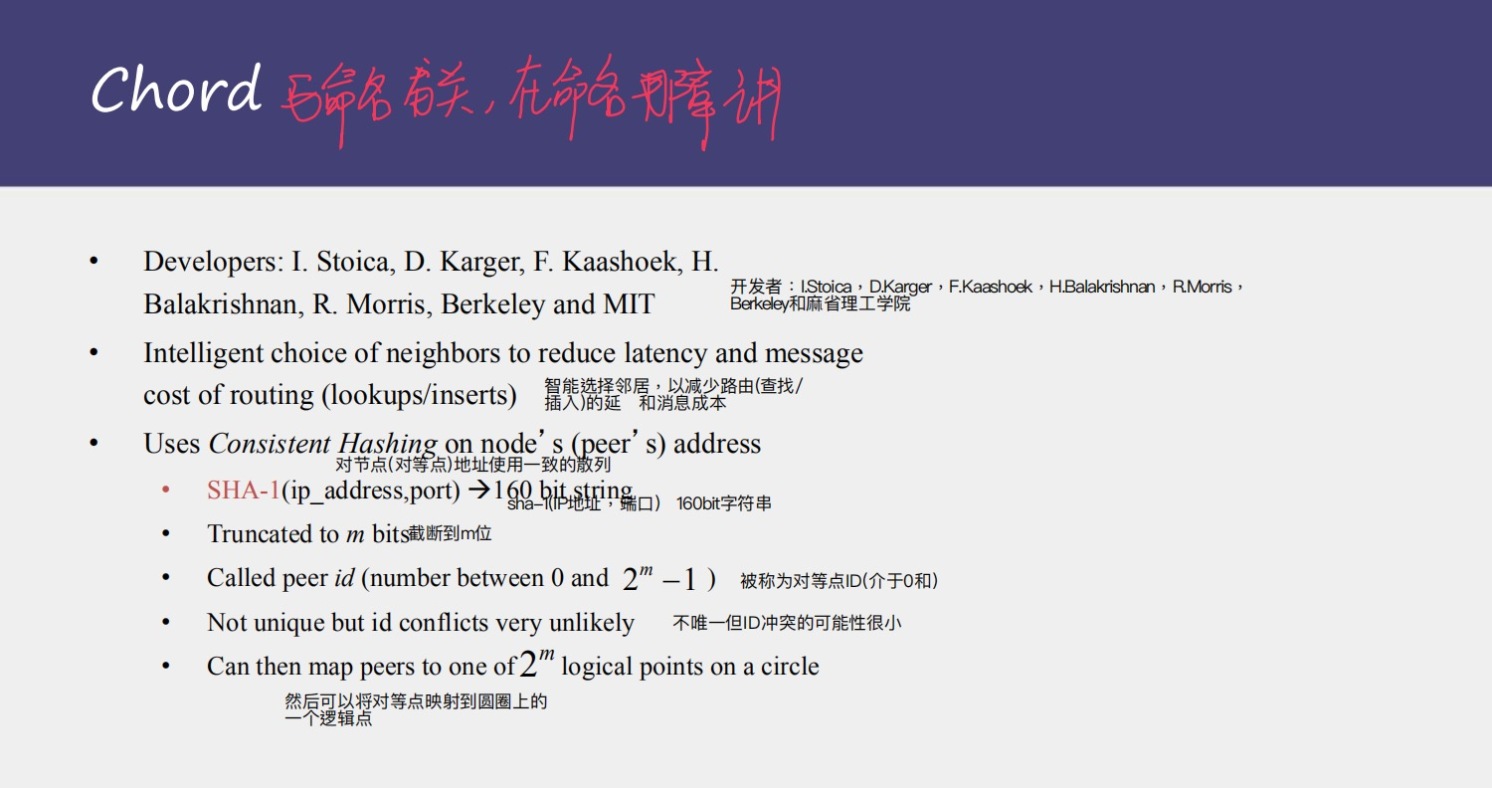 Chord 与命名有关,在命名那章讲
• Developers: I. Stoica, D. Karger, F. Kaashoek, H.
Balakrishnan, R. Morris, Berkeley and MIT
开发者：I.Stoica，D.Karger，F.Kaashoek，H.Balakrishnan，R.Morris，
Berkeley和麻省理工学院
• Intelligent choice of neighbors to reduce latency and message
cost of routing (lookups/inserts)
智能选择邻居，以减少路由(查找/
插入)的延 和消息成本
• Uses Consistent Hashing on node’s (peer’s) address
对节点(对等点)地址使用一致的散列
• SHA-1(ip_address,port) →160 bit string
sha-1(IP地址，端口） 160bit字符串
• Truncated to m bits截断到m位
• Called peer id (number between 0 and 2^m −1 ) 被称为对等点ID(介于0和)
• Not unique but id conflicts very unlikely 不唯一但ID冲突的可能性很小
• Can then map peers to one of 2^m logical points on a circle
然后可以将对等点映射到圆圈上的
一个逻辑点